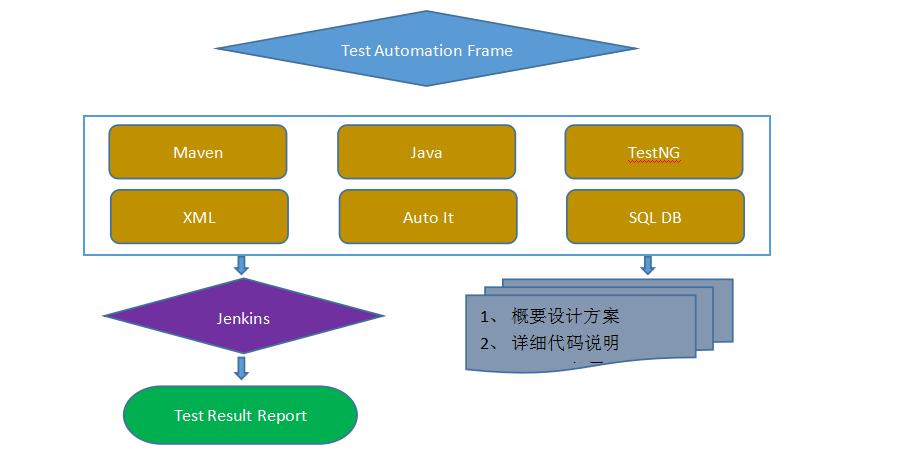 Test Automation Frame
Maven Java TestNG
XML Auto It SQL DB
Jenkins
1、 概要设计方案
2、 详细代码说明
Test Result Report